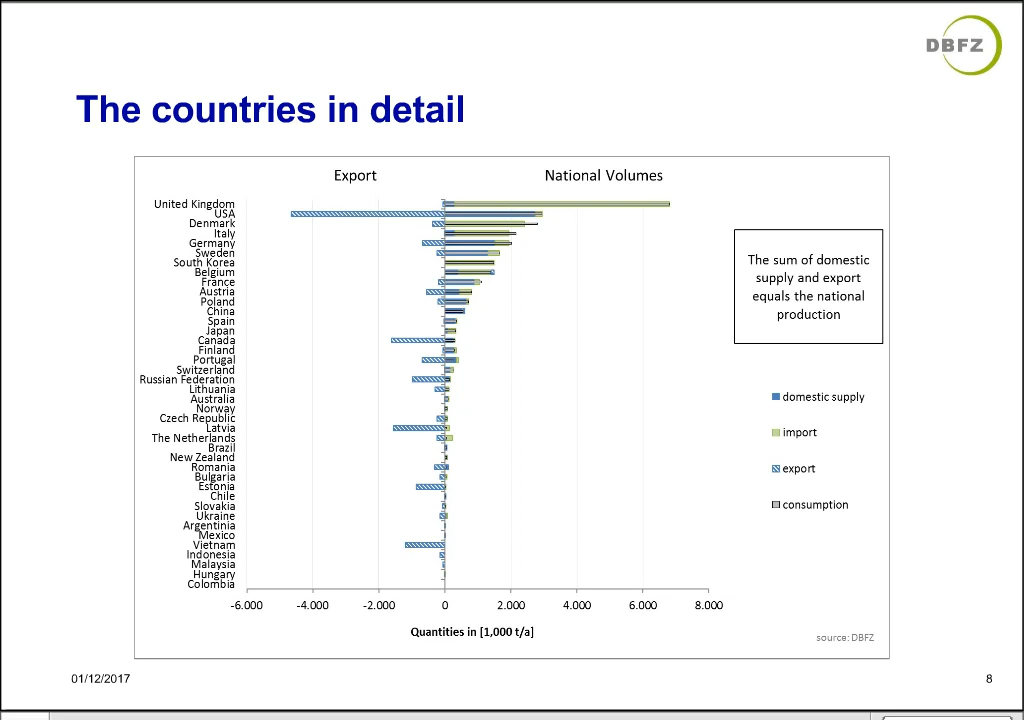 DBFZ
The countries in detail
Export
National Volumes
United Kingdom
USA
Denmark
Italy
Germany
Sweden
South Korea
Belgium
France
Austria
Poland
China
Spain
Japan
Canada
Finland
Portugal
Switzerland
Russian Federation
Lithuania
Australia
Norway
Czech Republic
Latvia
The Netherlands
Brazil
New Zealand
Romania
Bulgaria
Estonia
Chile
Slovakia
Ukraine
Argentinia
Mexico
Vietnam
Indonesia
Malaysia
Hungary
Colombia
-6.000 -4.000 -2.000 0 2.000 4.000 6.000 8.000
Quantities in [1,000 t/a]
The sum of domestic
supply and export
equals the national
production
domestic supply
import
export
consumption
source: DBFZ
01/12/2017
8